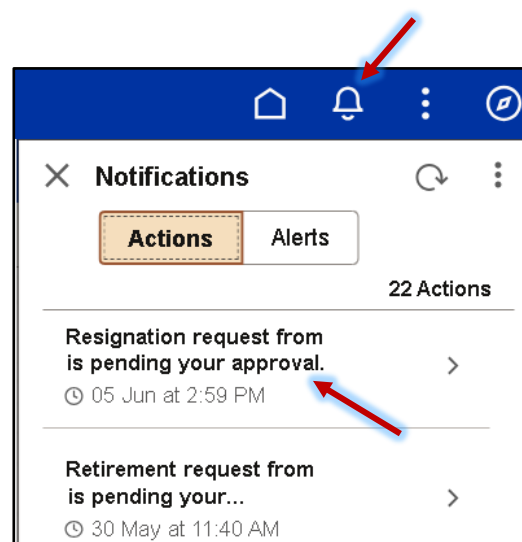 Notifications
Actions
Alerts
22 Actions
Resignation request from
is pending your approval.
05 Jun at 2:59 PM
Retirement request from
is pending your...
30 May at 11:40 AM